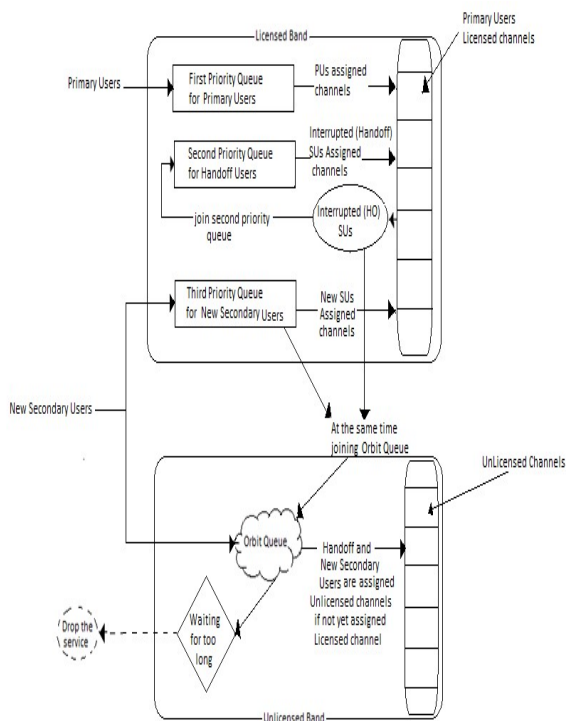 Primary Users
Licensed channels
Licensed Band
Primary Users
First Priority Queue
for Primary Users
PUs assigned
channels
Second Priority Queue
for Handoff Users
Interrupted (Handoff)
SUs Assigned
channels
join second priority
queue
Interrupted (HO)
SUs
Third Priority Queue
for New Secondary Users
New SUs
Assigned
channels
New Secondary Users
At the same time
joining Orbit Queue
UnLicensed Channels
Orbit Queue
Handoff and
New Secondary
Users are assigned
Unlicensed channels
if not yet assigned
Licensed channel
Waiting
for too
long
Drop the
service
Unlicensed Band